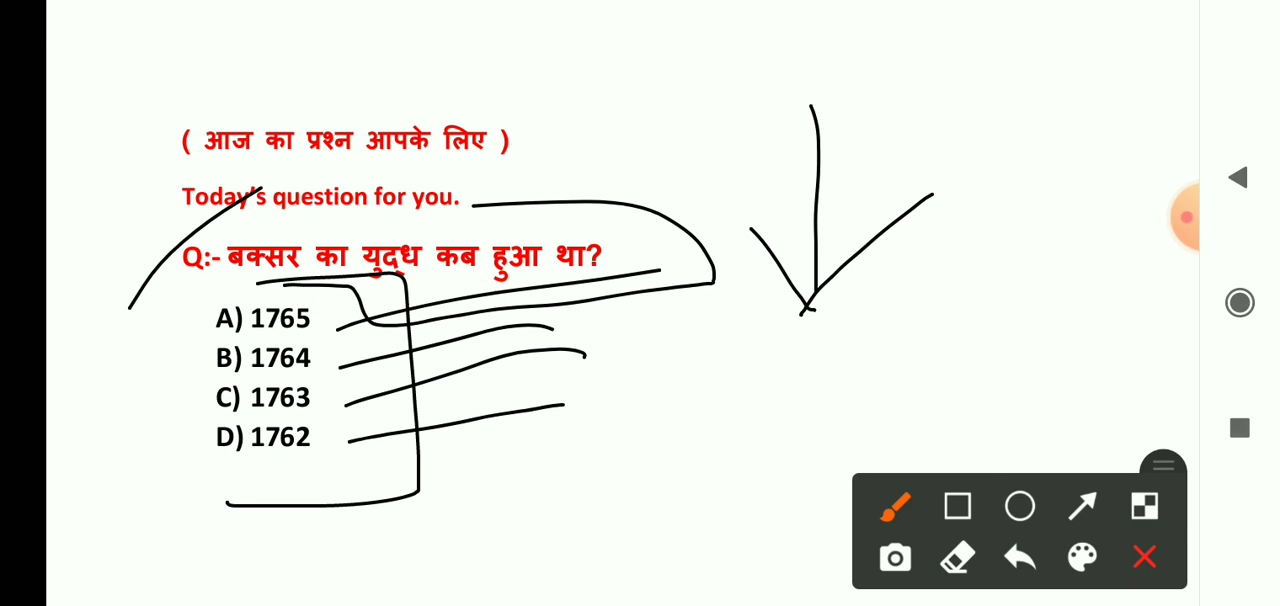 ( आज का प्रश्न आपके लिए )
Today's question for you.
Q:- बक्सर का युद्ध कब हुआ था?
A) 1765
B) 1764
C) 1763
D) 1762